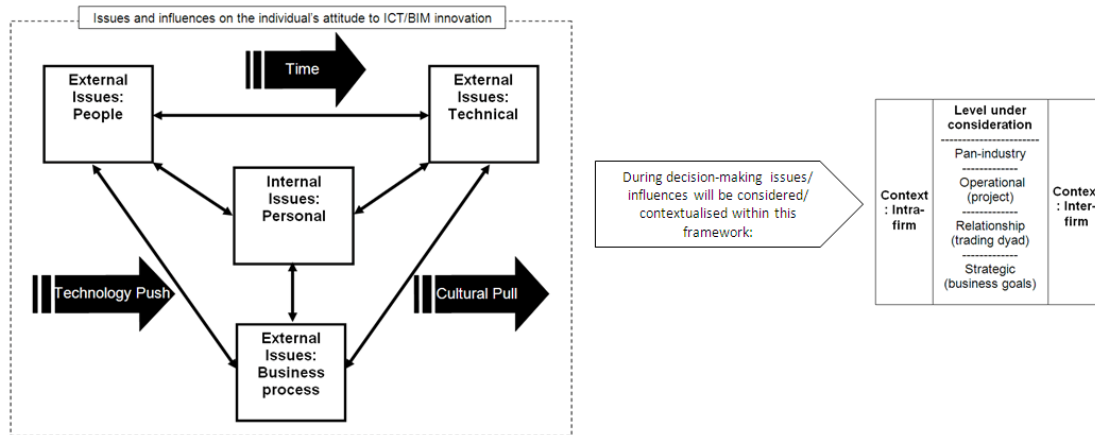 Issues and influences on the individual's attitude to ICT/BIM innovation
Time
External
Issues:
People
External
Issues:
Technical
Internal
Issues:
Personal
Technology Push
Cultural Pull
External
Issues:
Business
process
During decision-making issues/
influences will be considered/
contextualised within this
framework:
Context
: Intra-
firm
Level under
consideration
Pan-industry
Operational
(project)
Relationship
(trading dyad)
Strategic
(business goals)
Context
: Inter-
firm